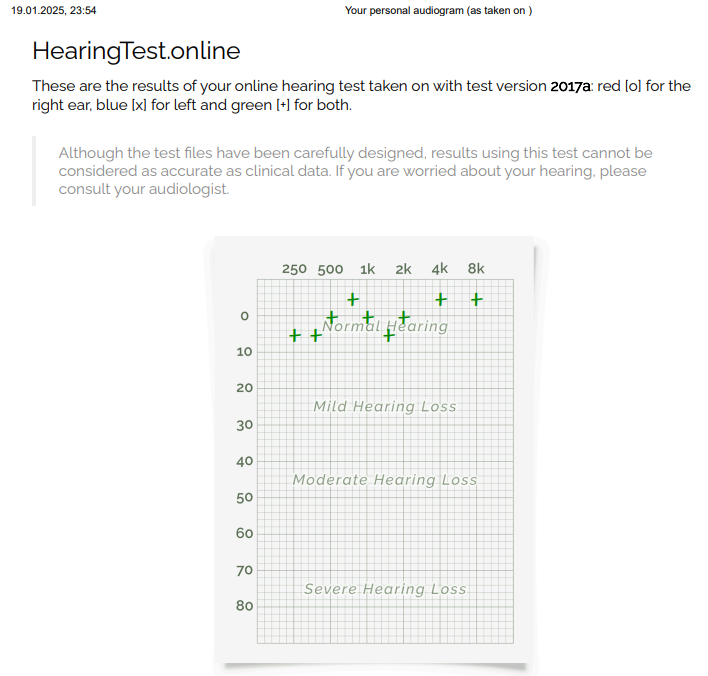 19.01.2025, 23:54 Your personal audiogram (as taken on )
HearingTest.online
These are the results of your online hearing test taken on with test version 2017a: red [o] for the
right ear, blue [x] for left and green [+] for both.
Although the test files have been carefully designed, results using this test cannot be
considered as accurate as clinical data. If you are worried about your hearing, please
consult your audiologist.
250 500 1k 2k 4k 8k
0
Normal Hearing
10
20
Mild Hearing Loss
30
40
Moderate Hearing Loss
50
60
70
Severe Hearing Loss
80